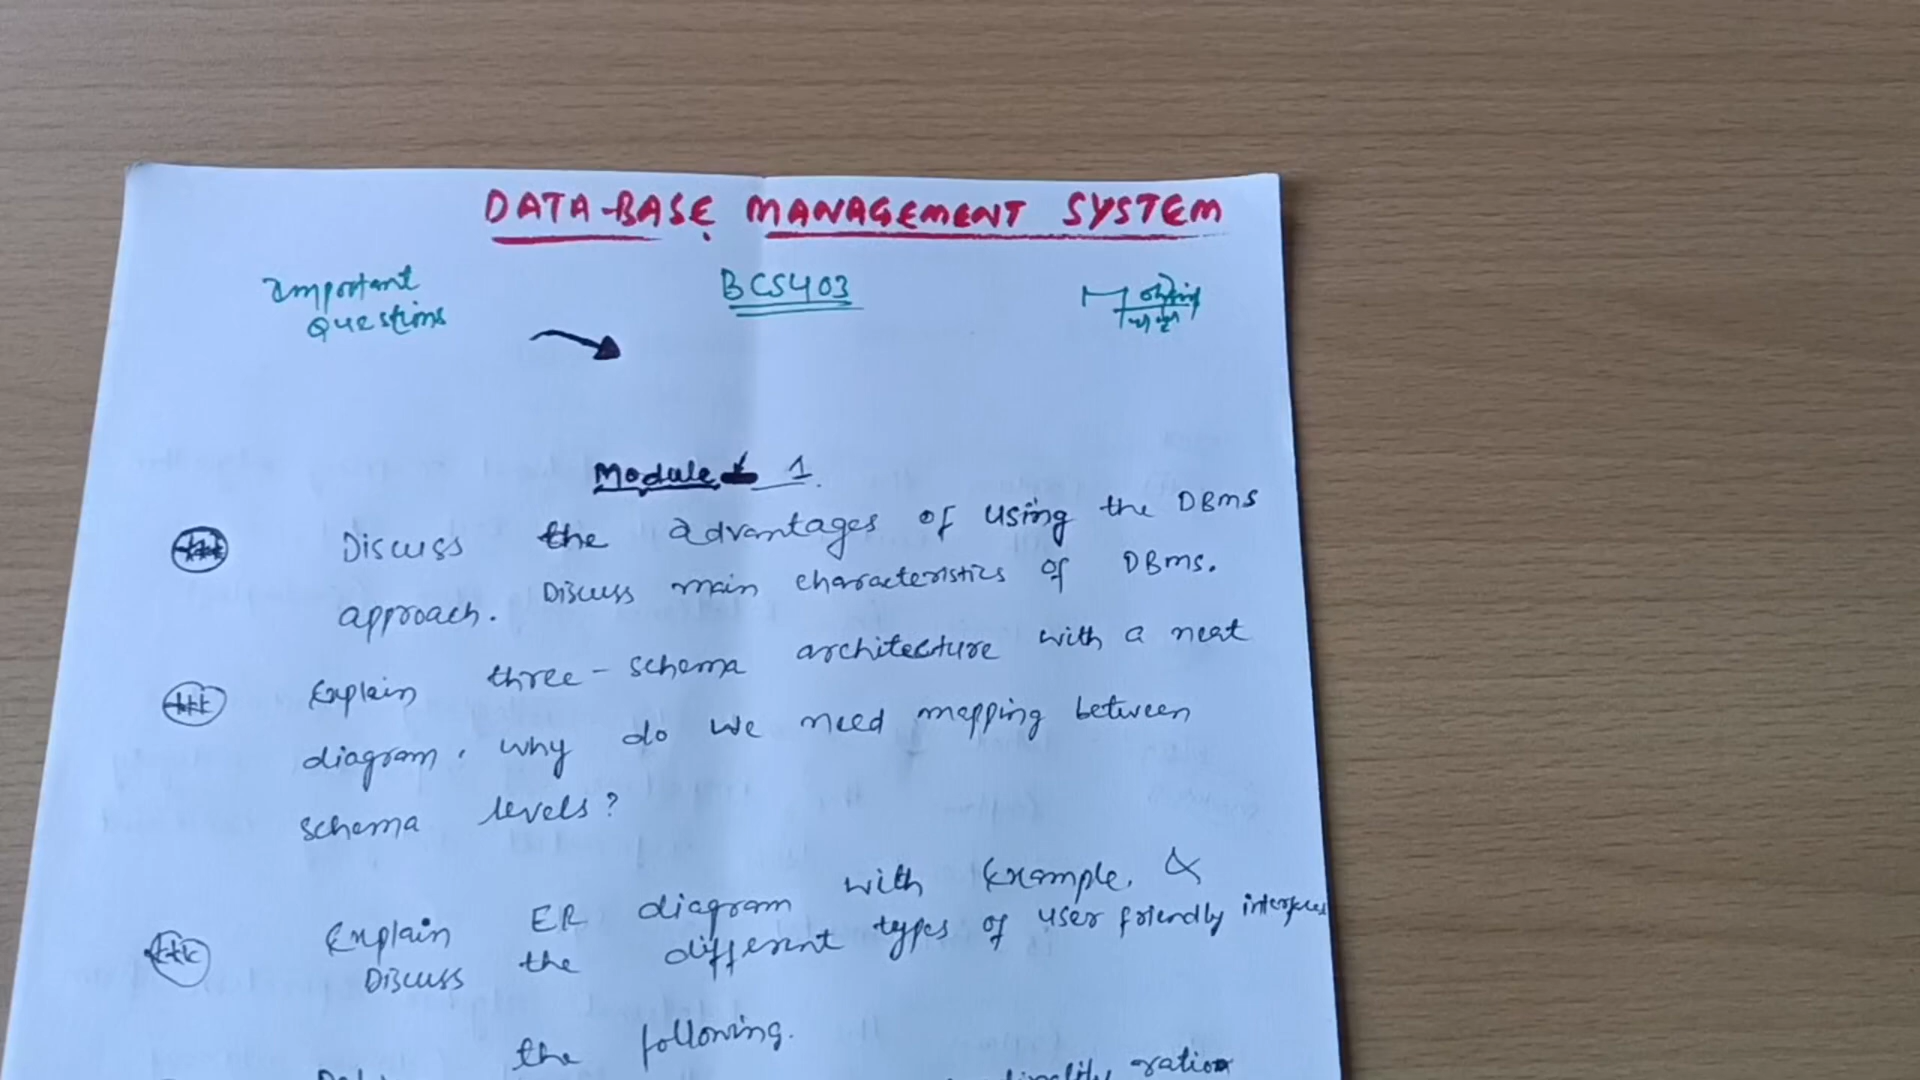 DATA-BASE MANAGEMENT SYSTEM
Important
Questions
BCS403
Module 1
Discuss the advantages of using the DBMS
approach. Discuss main characteristics of DBMS.
Explain three-schema architecture with a neat
diagram. why do we need mapping between
schema levels?
Explain ER diagram with Example. &
Discuss the different types of user friendly interfaces
the following.
ratio